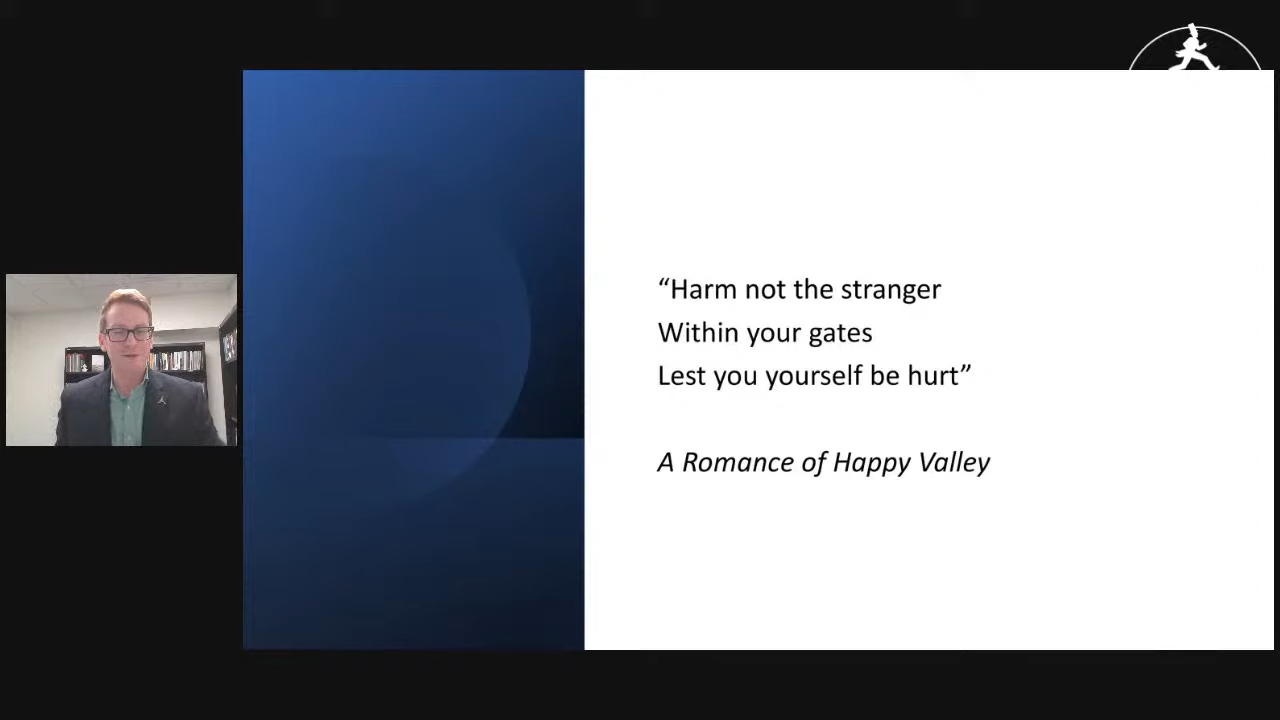 “Harm not the stranger
Within your gates
Lest you yourself be hurt”
A Romance of Happy Valley